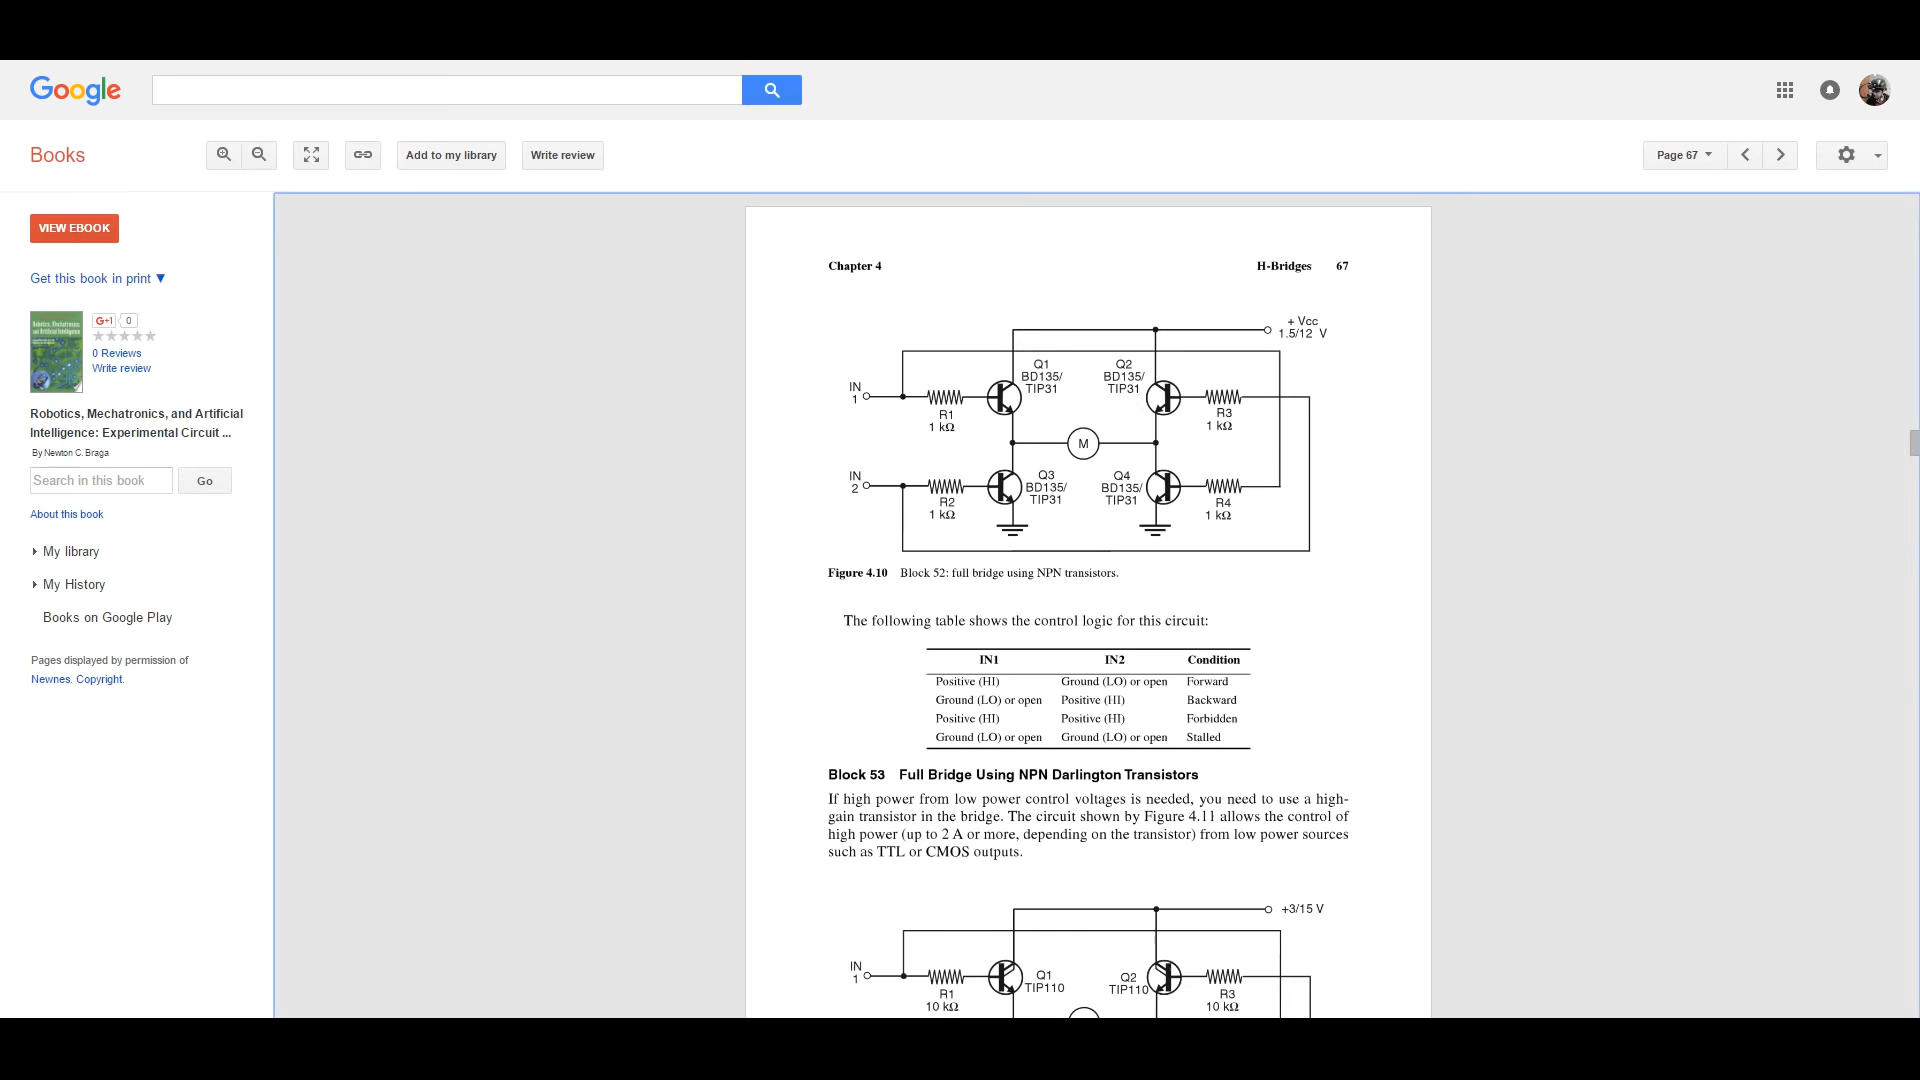 Google
Books
Add to my library
Write review
Page 67
VIEW EBOOK
Get this book in print ▼
G+1 0
0 Reviews
Write review
Robotics, Mechatronics, and Artificial
Intelligence: Experimental Circuit ...
By Newton C. Braga
Search in this book
Go
About this book
My library
My History
Books on Google Play
Pages displayed by permission of
Newnes. Copyright.
Chapter 4 H-Bridges 67
+ Vcc
1.5/12 V
IN
1
R1
1 kΩ
Q1
BD135/
TIP31
Q2
BD135/
TIP31
R3
1 kΩ
M
IN
2
R2
1 kΩ
Q3
BD135/
TIP31
Q4
BD135/
TIP31
R4
1 kΩ
Figure 4.10 Block 52: full bridge using NPN transistors.
The following table shows the control logic for this circuit:
IN1 IN2 Condition
Positive (HI) Ground (LO) or open Forward
Ground (LO) or open Positive (HI) Backward
Positive (HI) Positive (HI) Forbidden
Ground (LO) or open Ground (LO) or open Stalled
Block 53 Full Bridge Using NPN Darlington Transistors
If high power from low power control voltages is needed, you need to use a high-
gain transistor in the bridge. The circuit shown by Figure 4.11 allows the control of
high power (up to 2 A or more, depending on the transistor) from low power sources
such as TTL or CMOS outputs.
+3/15 V
IN
1
R1
10 kΩ
Q1
TIP110
Q2
TIP110
R3
10 kΩ